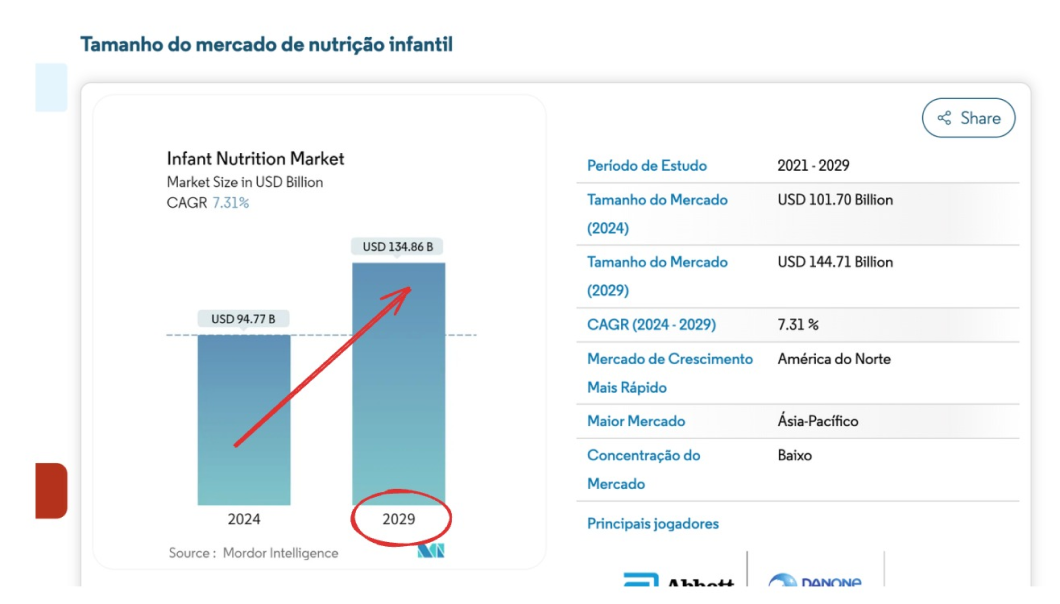 Tamanho do mercado de nutrição infantil
Share
Infant Nutrition Market
Market Size in USD Billion
CAGR 7.31%
USD 134.86 B
USD 94.77 B
2024
2029
Source : Mordor Intelligence
Período de Estudo 2021 - 2029
Tamanho do Mercado USD 101.70 Billion
(2024)
Tamanho do Mercado USD 144.71 Billion
(2029)
CAGR (2024 - 2029) 7.31 %
Mercado de Crescimento América do Norte
Mais Rápido
Maior Mercado Ásia-Pacífico
Concentração do Baixo
Mercado
Principais jogadores
Abbott DANONE